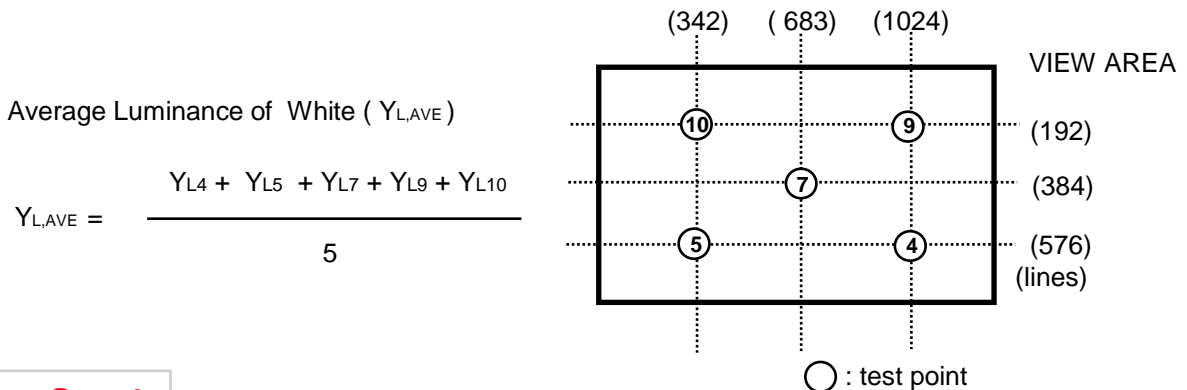 (342) ( 683) (1024)
VIEW AREA
Average Luminance of White ( YL,AVE )
10 9 (192)
YL4 + YL5 + YL7 + YL9 + YL10
7 (384)
YL,AVE =
5
5 4 (576)
(lines)
: test point